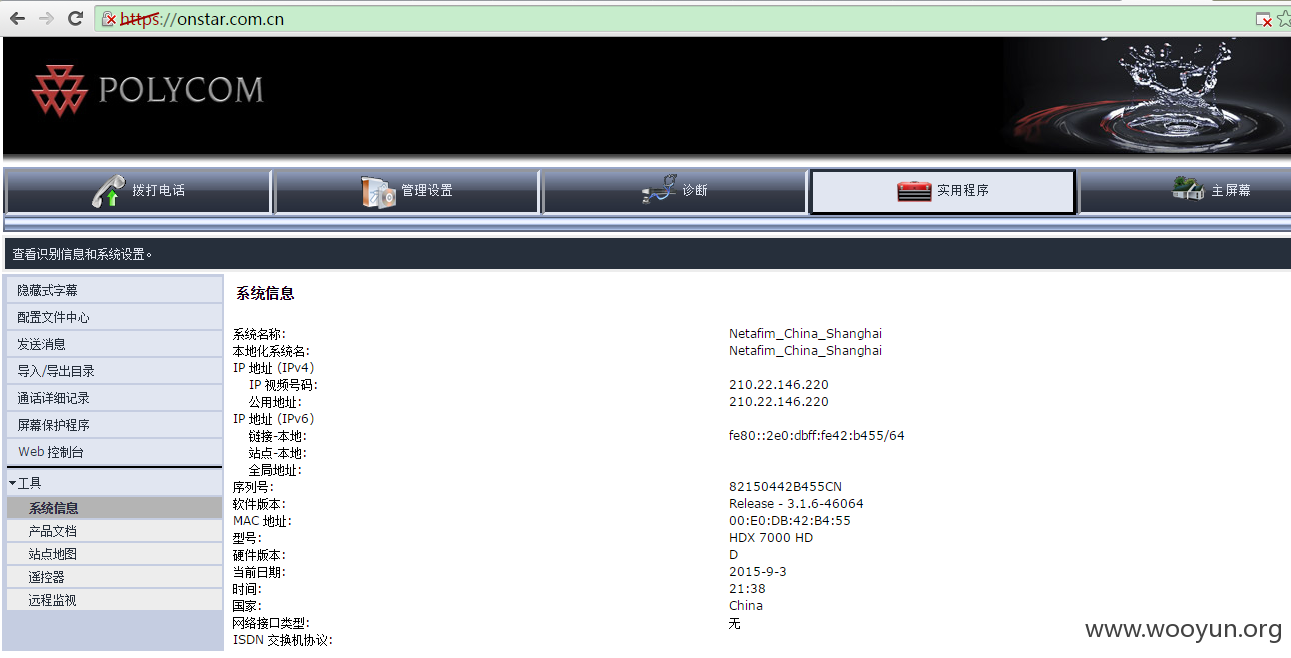 https://onstar.com.cn
POLYCOM
拨打电话 管理设置 诊断 实用程序 主屏幕
查看识别信息和系统设置。
隐藏式字幕
配置文件中心
发送消息
导入/导出目录
通话详细记录
屏幕保护程序
Web 控制台
工具
系统信息
产品文档
站点地图
遥控器
远程监视
系统信息
系统名称: Netafim_China_Shanghai
本地化系统名: Netafim_China_Shanghai
IP 地址 (IPv4)
IP 视频号码: 210.22.146.220
公用地址: 210.22.146.220
IP 地址 (IPv6)
链接-本地: fe80::2e0:dbff:fe42:b455/64
站点-本地:
全局地址:
序列号: 82150442B455CN
软件版本: Release - 3.1.6-46064
MAC 地址: 00:E0:DB:42:B4:55
型号: HDX 7000 HD
硬件版本: D
当前日期: 2015-9-3
时间: 21:38
国家: China
网络接口类型: 无
ISDN 交换机协议:
www.wooyun.org